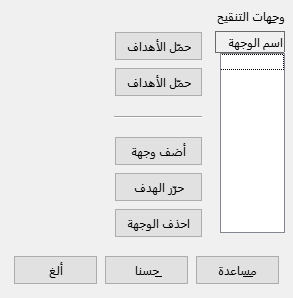 وجهات التنقيح
اسم الوجهة
حمّل الأهداف
حمّل الأهداف
أضف وجهة
حرّر الهدف
احذف الوجهة
مساعدة
حسنا
ألغ